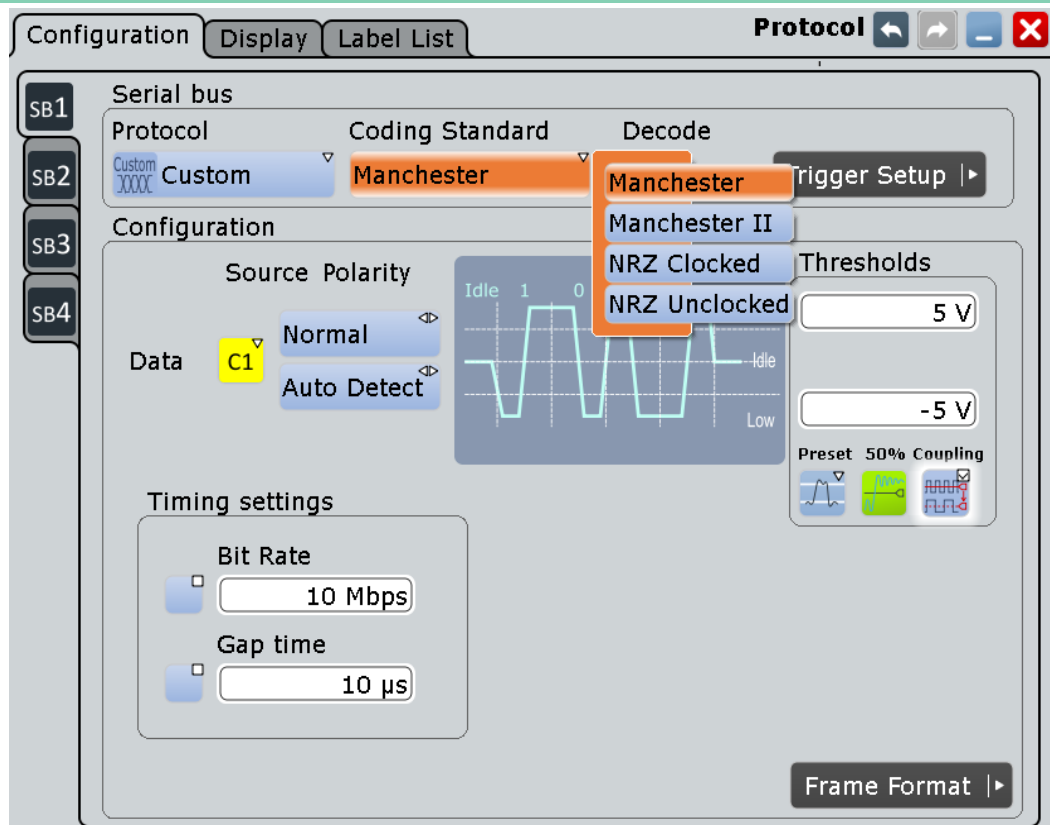 Configuration Display Label List Protocol
SB1
SB2
SB3
SB4
Serial bus
Protocol Coding Standard Decode
Custom XXXX Custom Manchester
Manchester
Manchester II
NRZ Clocked
NRZ Unclocked
rigger Setup
Configuration
Source Polarity
Data C1 Normal
Auto Detect
Idle 1 0
Idle
Low
Thresholds
5 V
-5 V
Preset 50% Coupling
Timing settings
Bit Rate
10 Mbps
Gap time
10 µs
Frame Format